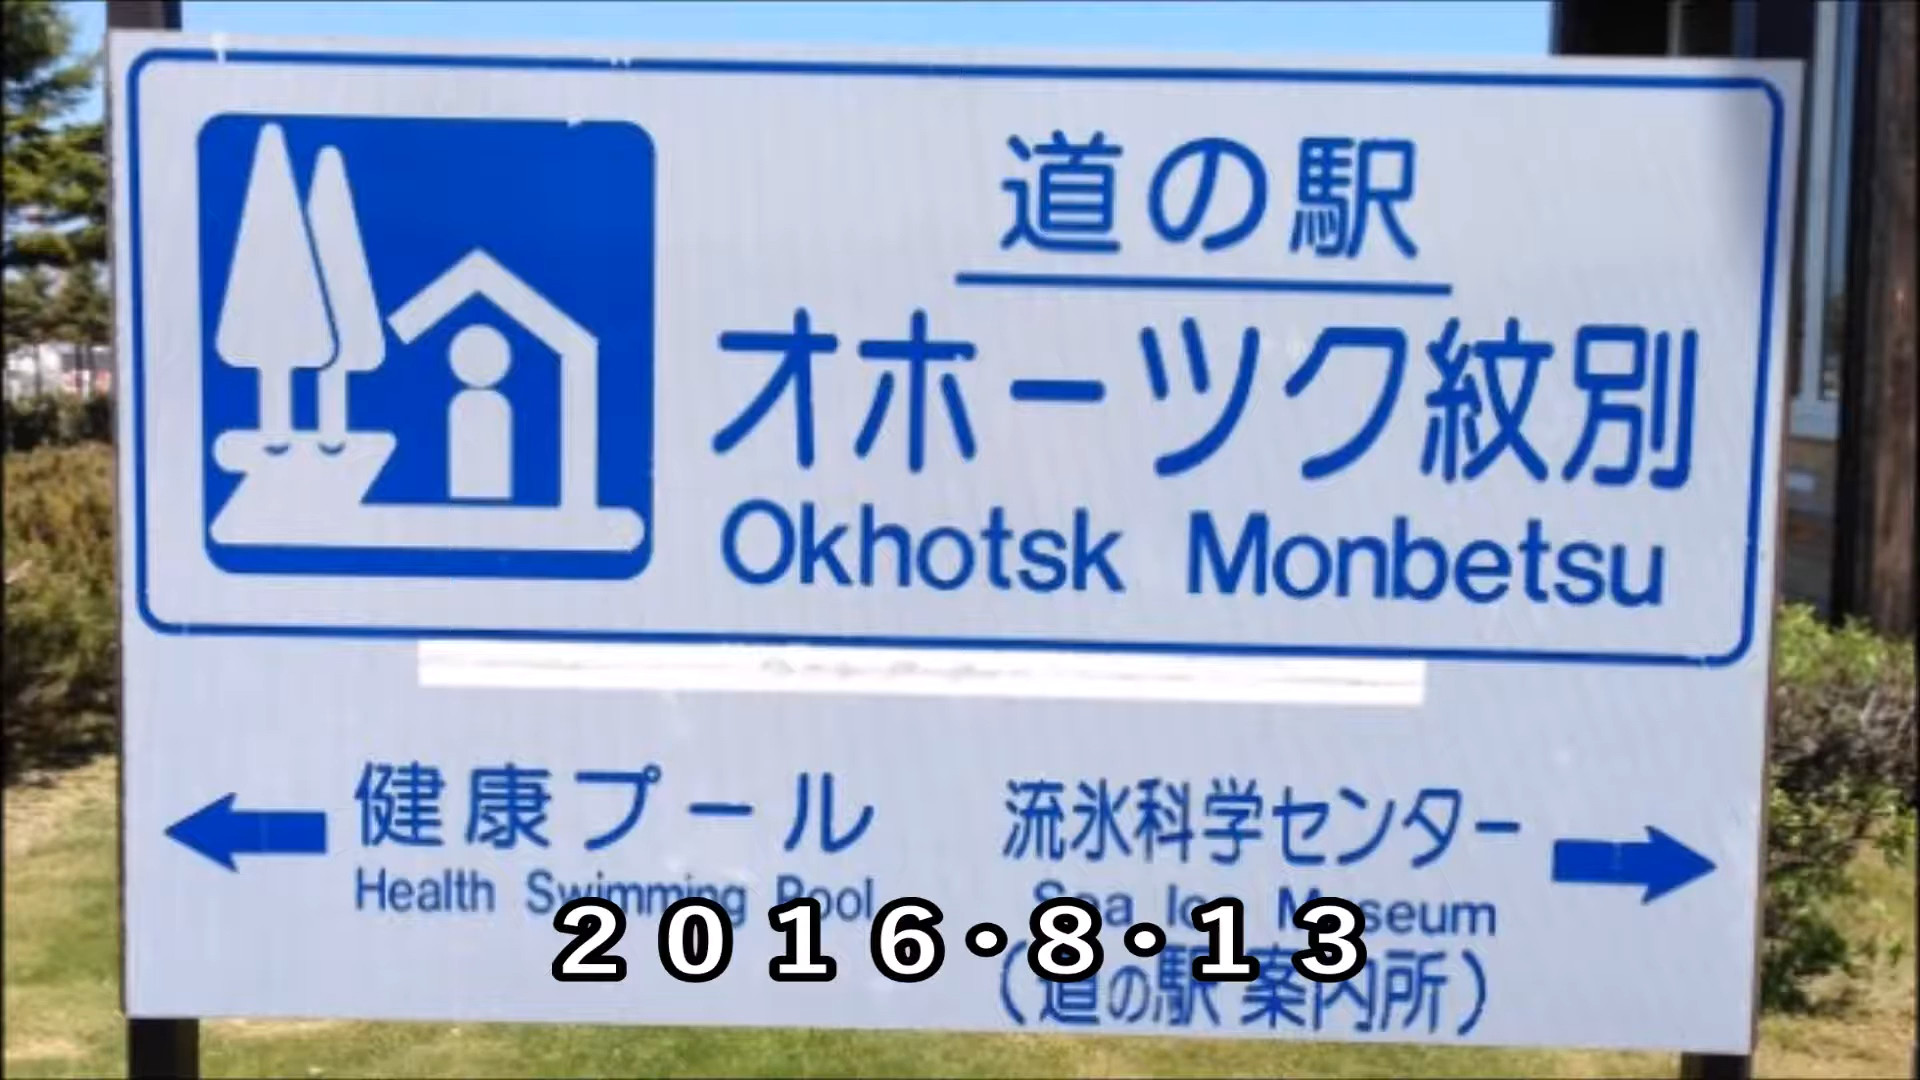 道の駅
オホーツク紋別
Okhotsk Monbetsu
健康プール
Health Swimming Pool
流氷科学センター
Sea Ice Museum
(道の駅案内所)
2016・8・13